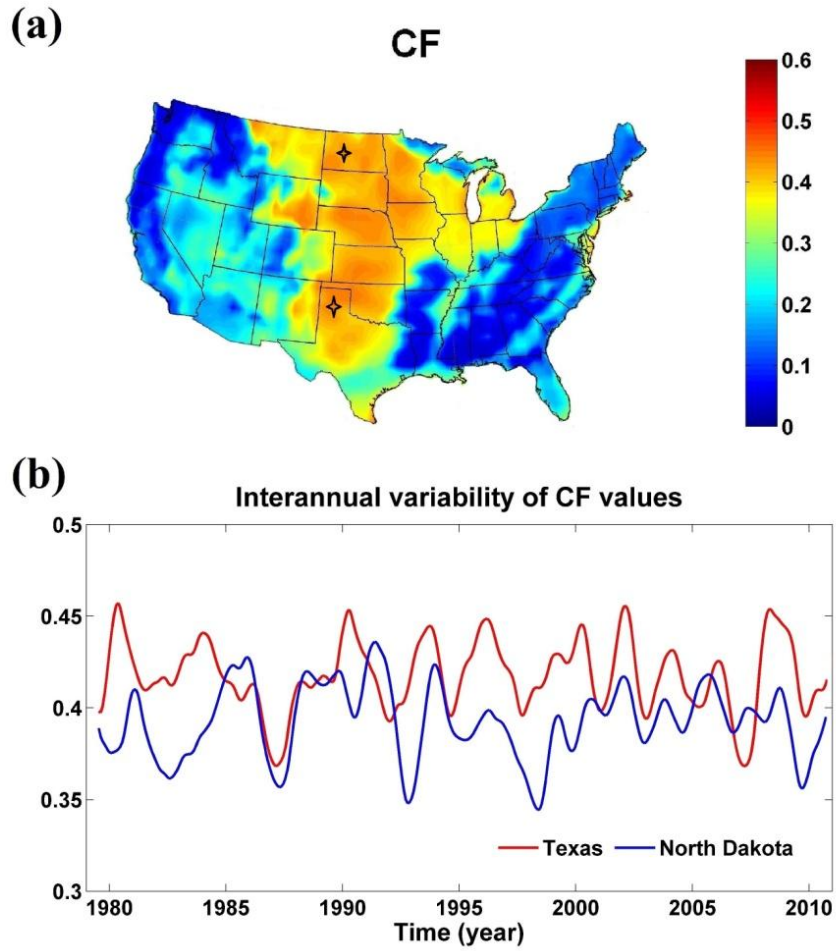 (a)
CF
0.6
0.5
0.4
0.3
0.2
0.1
0
(b)
Interannual variability of CF values
0.5
0.45
0.4
0.35
0.3
Texas North Dakota
1980 1985 1990 1995 2000 2005 2010
Time (year)